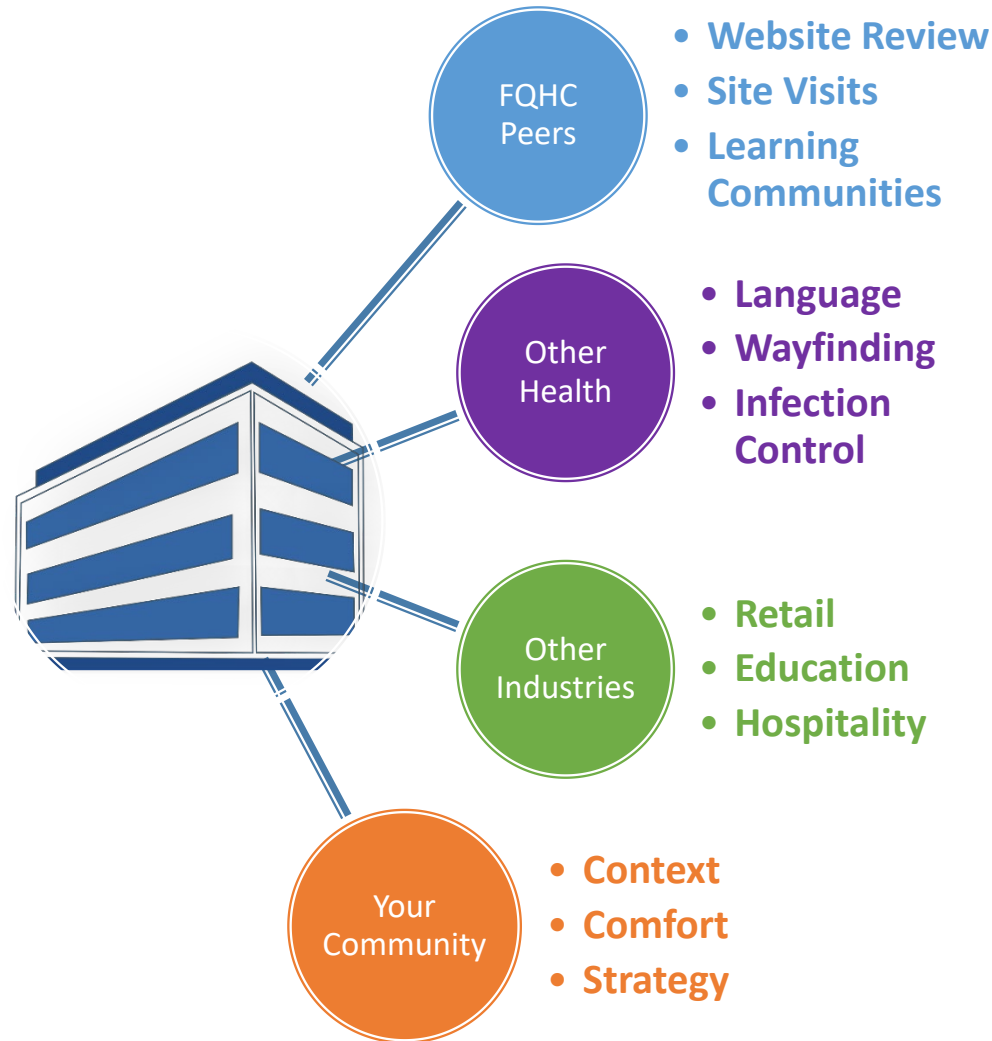 FQHC
Peers
• Website Review
• Site Visits
• Learning
Communities
Other
Health
• Language
• Wayfinding
• Infection
Control
Other
Industries
• Retail
• Education
• Hospitality
Your
Community
• Context
• Comfort
• Strategy